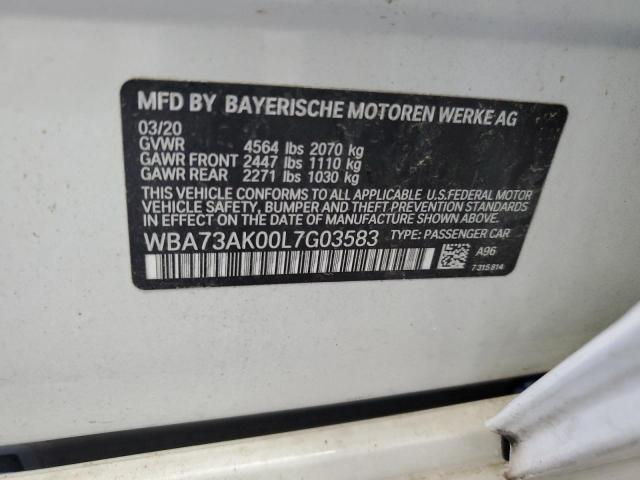 MFD BY BAYERISCHE MOTOREN WERKE AG
03/20
GVWR 4564 lbs 2070 kg
GAWR FRONT 2447 lbs 1110 kg
GAWR REAR 2271 lbs 1030 kg
THIS VEHICLE CONFORMS TO ALL APPLICABLE U.S.FEDERAL MOTOR
VEHICLE SAFETY, BUMPER AND THEFT PREVENTION STANDARDS
IN EFFECT ON THE DATE OF MANUFACTURE SHOWN ABOVE.
WBA73AK00L7G03583 TYPE: PASSENGER CAR
A96
7315814